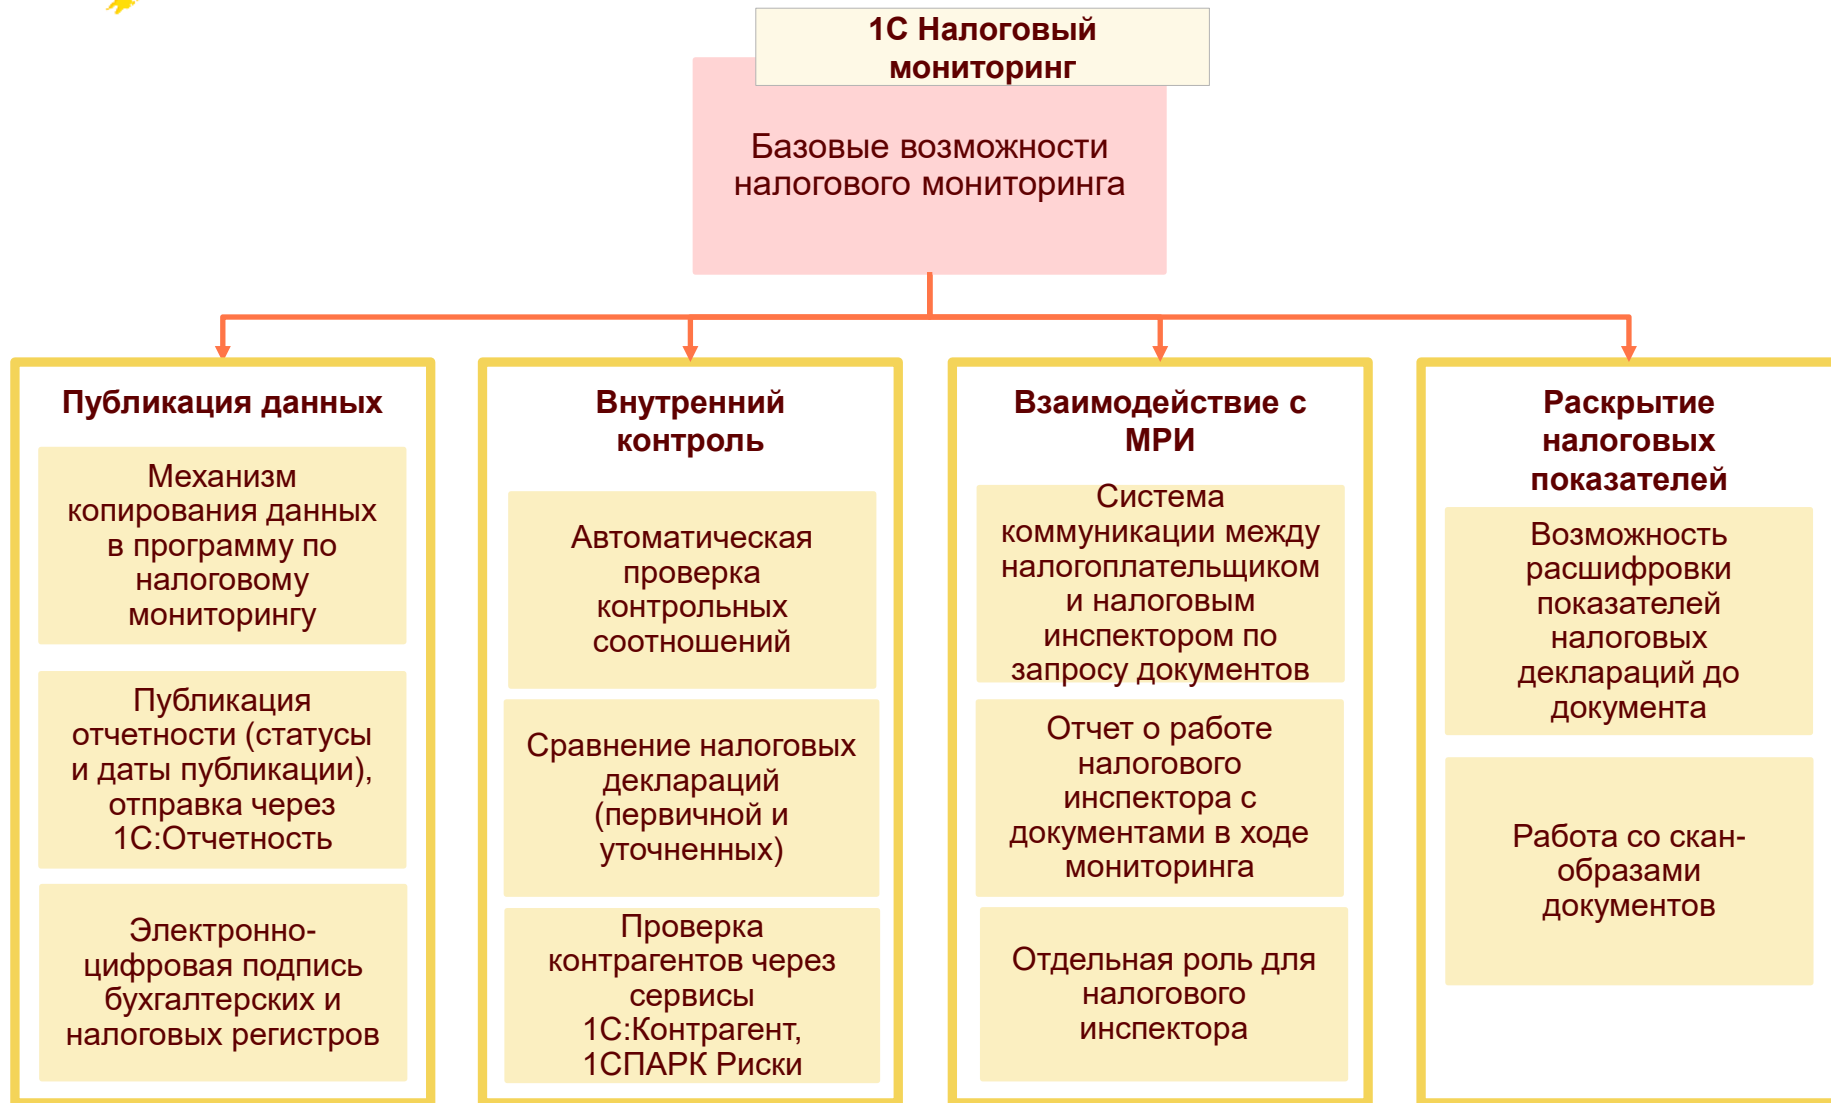 1С Налоговый
мониторинг
Базовые возможности
налогового мониторинга
Публикация данных
Механизм
копирования данных
в программу по
налоговому
мониторингу
Публикация
отчетности (статусы
и даты публикации),
отправка через
1С:Отчетность
Электронно-
цифровая подпись
бухгалтерских и
налоговых регистров
Внутренний
контроль
Автоматическая
проверка
контрольных
соотношений
Сравнение налоговых
деклараций
(первичной и
уточненных)
Проверка
контрагентов через
сервисы
1С:Контрагент,
1СПАРК Риски
Взаимодействие с
МРИ
Система
коммуникации между
налогоплательщиком
и налоговым
инспектором по
запросу документов
Отчет о работе
налогового
инспектора с
документами в ходе
мониторинга
Отдельная роль для
налогового
инспектора
Раскрытие
налоговых
показателей
Возможность
расшифровки
показателей
налоговых
деклараций до
документа
Работа со скан-
образами
документов